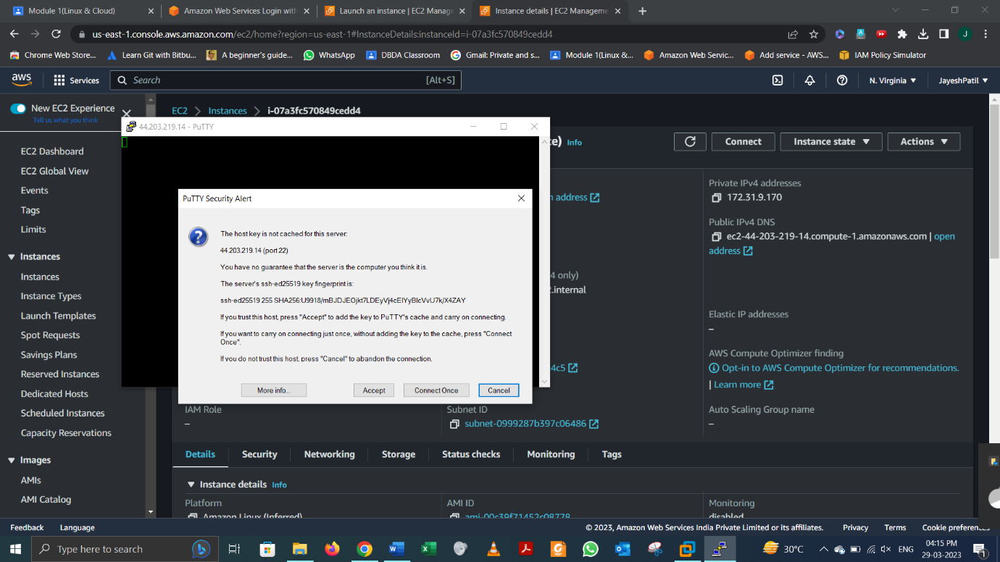 1(Linux & Cloud)
Module 1(Linux & Cloud)
Amazon Web Services Login with
Launch an instance | EC2 Manage
Instance details | EC2 Manageme
us-east-1.console.aws.amazon.com/ec2/home?region=us-east-1#InstanceDetails:instanceId=i-07a3fc570849cedd4
J
Chrome Web Store...
Learn Git with Bitbu...
A beginner's guide...
WhatsApp
DBDA Classroom
Gmail: Private and s...
Module 1(Linux &...
Amazon Web Servic...
Add service - AWS...
IAM Policy Simulator
aws
Services
Search
[Alt+S]
N. Virginia
JayeshPatil
New EC2 Experience
Tell us what you think
EC2 Dashboard
EC2 Global View
Events
Tags
Limits
Instances
Instances
Instance Types
Launch Templates
Spot Requests
Savings Plans
Reserved Instances
Dedicated Hosts
Scheduled Instances
Capacity Reservations
Images
AMIs
AMI Catalog
EC2 > Instances > i-07a3fc570849cedd4
44.203.219.14 - PuTTY
PuTTY Security Alert
The host key is not cached for this server:
44.203.219.14 (port 22)
You have no guarantee that the server is the computer you think it is.
The server's ssh-ed25519 key fingerprint is:
ssh-ed25519 255 SHA256:U9918/mBJDJEOjkt7LDEyVj4cEIYyBlcVvU7k/X4ZAY
If you trust this host, press "Accept" to add the key to PuTTY's cache and carry on connecting.
If you want to carry on connecting just once, without adding the key to the cache, press "Connect
Once".
If you do not trust this host, press "Cancel" to abandon the connection.
More info...
Accept
Connect Once
Cancel
e) Info
Connect
Instance state
Actions
n address
4 only)
2.internal
4c5
Private IPv4 addresses
172.31.9.170
Public IPv4 DNS
ec2-44-203-219-14.compute-1.amazonaws.com | open
address
Elastic IP addresses
–
AWS Compute Optimizer finding
Opt-in to AWS Compute Optimizer for recommendations.
| Learn more
IAM Role
–
Subnet ID
subnet-0999287b397c06486
Auto Scaling Group name
–
Details
Security
Networking
Storage
Status checks
Monitoring
Tags
Instance details Info
Platform
Amazon Linux (Inferred)
AMI ID
ami-00c39f71452c08778
Monitoring
disabled
Feedback
Language
© 2023, Amazon Web Services India Private Limited or its affiliates.
Privacy
Terms
Cookie preferences
Type here to search
30°C
ENG
04:15 PM
29-03-2023
1